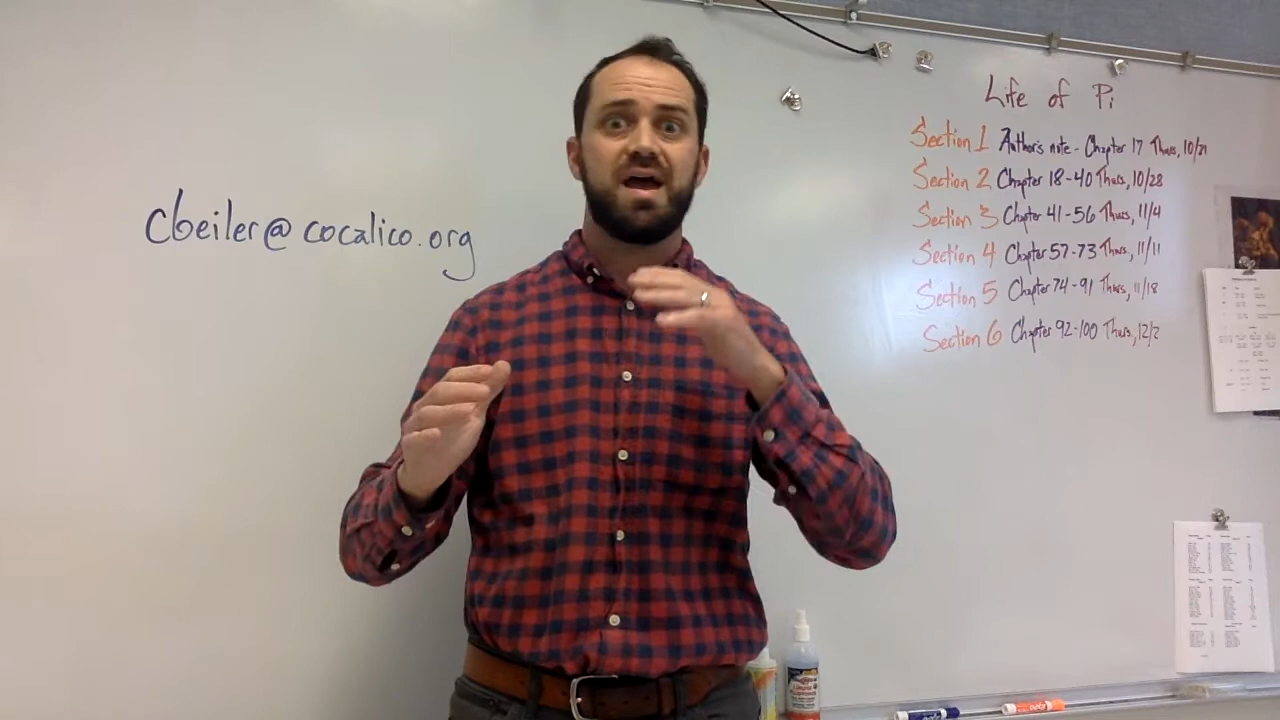 cbeiler@cocalico.org
Life of Pi
Section 1 Author's note - Chapter 17 Thurs, 10/21
Section 2 Chapter 18-40 Thurs, 10/28
Section 3 Chapter 41-56 Thurs, 11/4
Section 4 Chapter 57-73 Thurs, 11/11
Section 5 Chapter 74-91 Thurs, 11/18
Section 6 Chapter 92-100 Thurs, 12/2